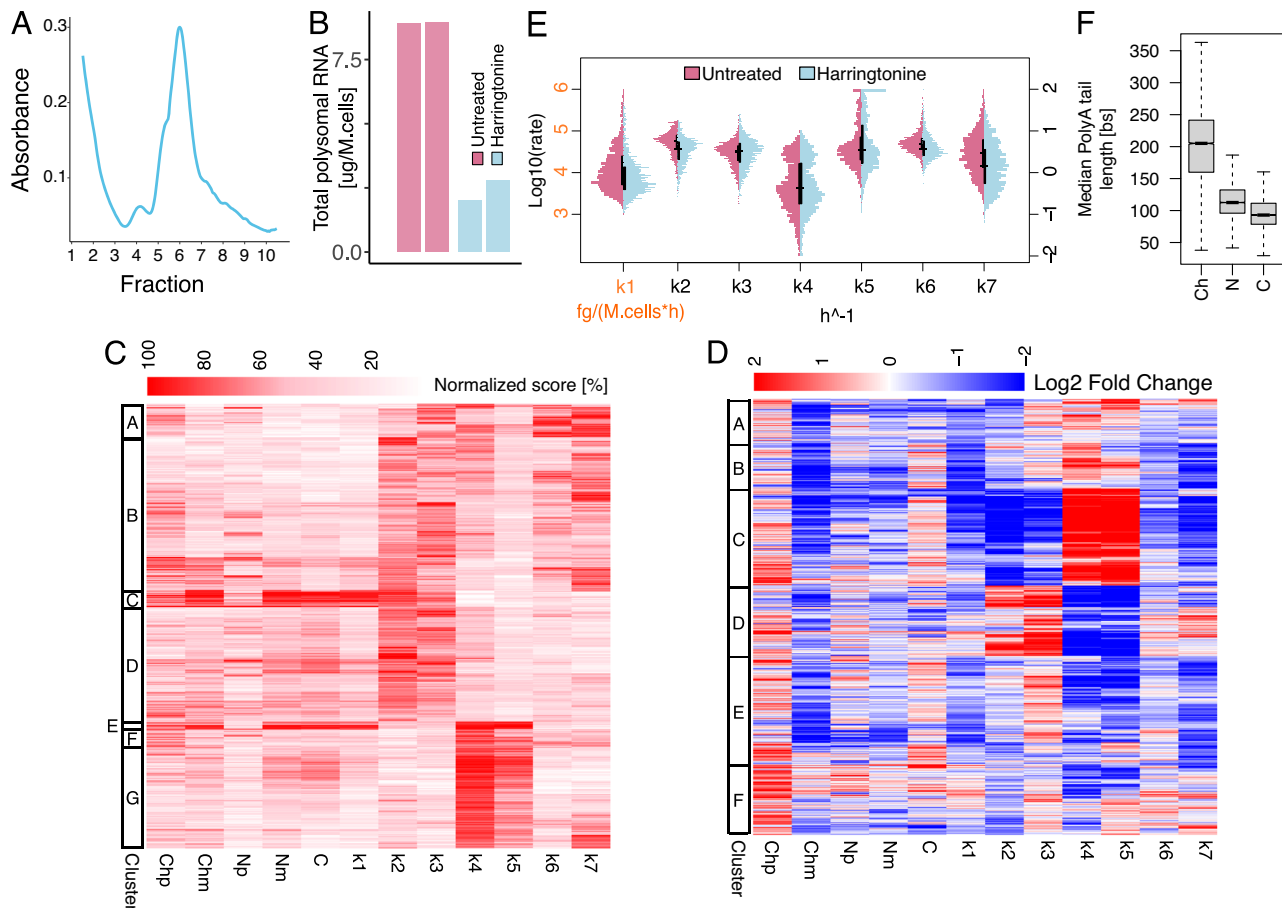 A
Absorbance
0.3
0.2
0.1
1 2 3 4 5 6 7 8 9 10
Fraction
B
Total polysomal RNA
[ug/M.cells]
7.5
0.0
Untreated
Harringtonine
E
Untreated Harringtonine
Log10(rate)
6
5
4
3
2
1
0
-1
-2
k1 k2 k3 k4 k5 k6 k7
fg/(M.cells*h) h^-1
F
Median PolyA tail
length [bs]
350
300
250
200
150
100
50
Ch N C
C
100 80 60 40 20
Normalized score [%]
A
B
C
D
E
F
G
Cluster Chp Chm Np Nm C k1 k2 k3 k4 k5 k6 k7
D
2 1 0 -1 -2
Log2 Fold Change
A
B
C
D
E
F
Cluster Chp Chm Np Nm C k1 k2 k3 k4 k5 k6 k7